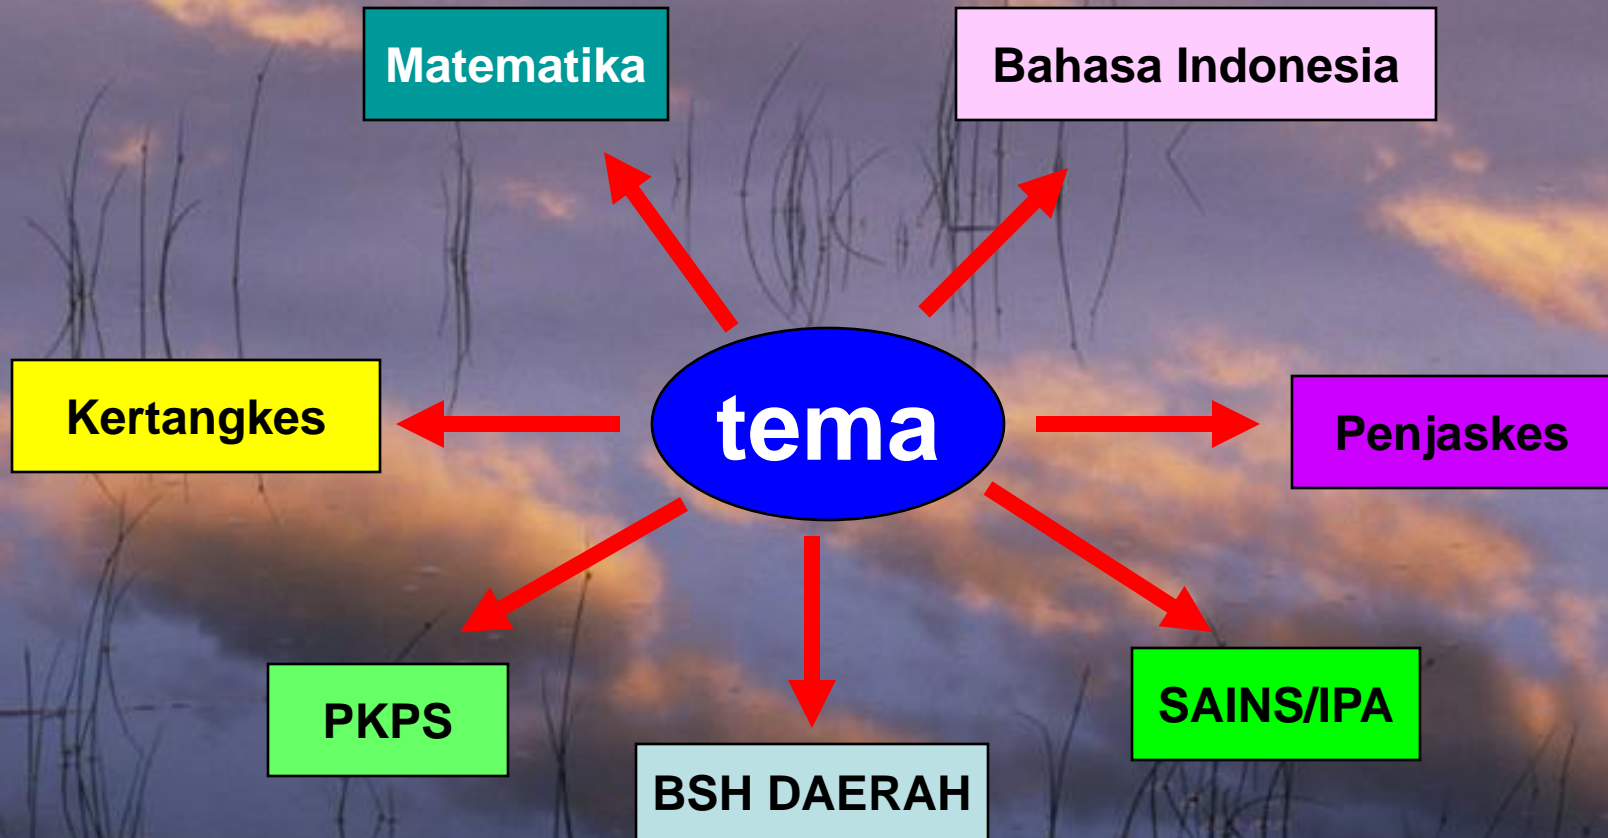 Matematika
Bahasa Indonesia
Kertangkes
tema
Penjaskes
PKPS
SAINS/IPA
BSH DAERAH